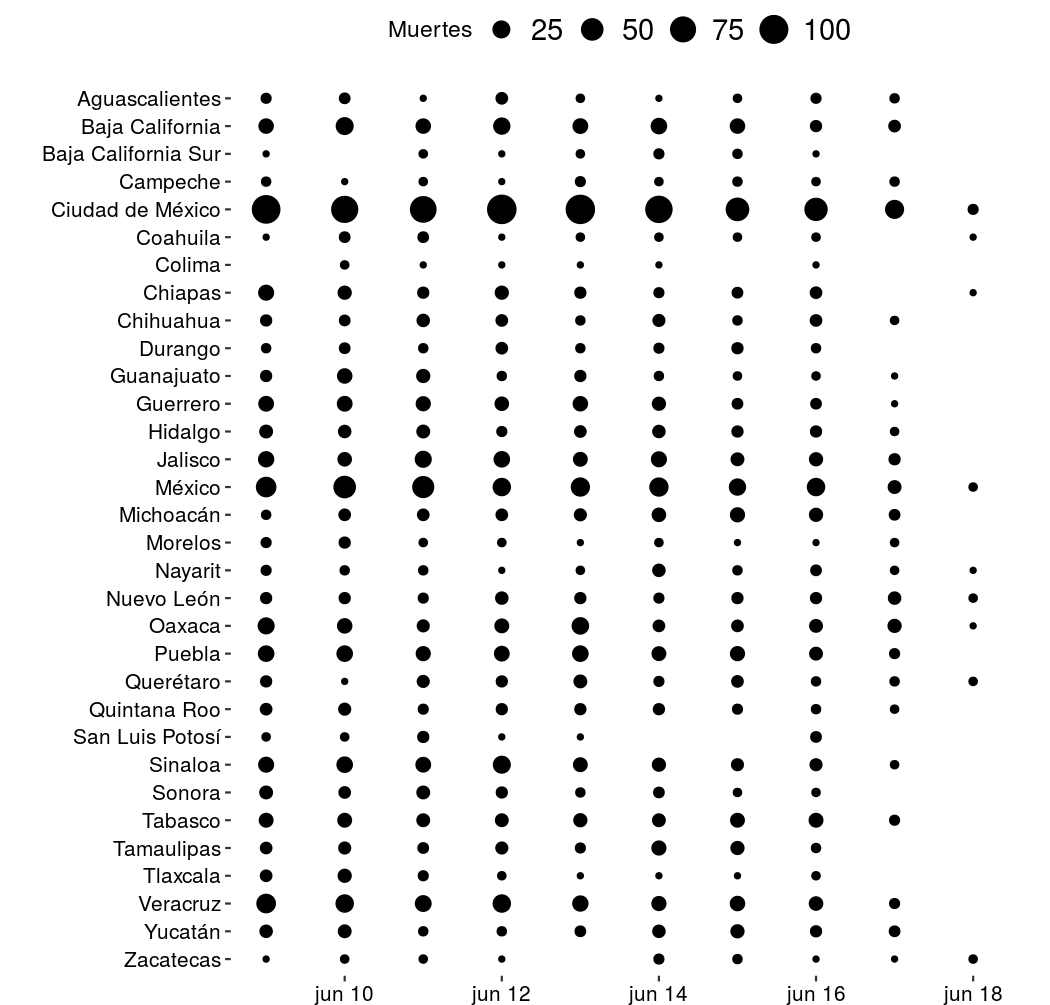 Muertes 25 50 75 100
Aguascalientes
Baja California
Baja California Sur
Campeche
Ciudad de México
Coahuila
Colima
Chiapas
Chihuahua
Durango
Guanajuato
Guerrero
Hidalgo
Jalisco
México
Michoacán
Morelos
Nayarit
Nuevo León
Oaxaca
Puebla
Querétaro
Quintana Roo
San Luis Potosí
Sinaloa
Sonora
Tabasco
Tamaulipas
Tlaxcala
Veracruz
Yucatán
Zacatecas
jun 10 jun 12 jun 14 jun 16 jun 18